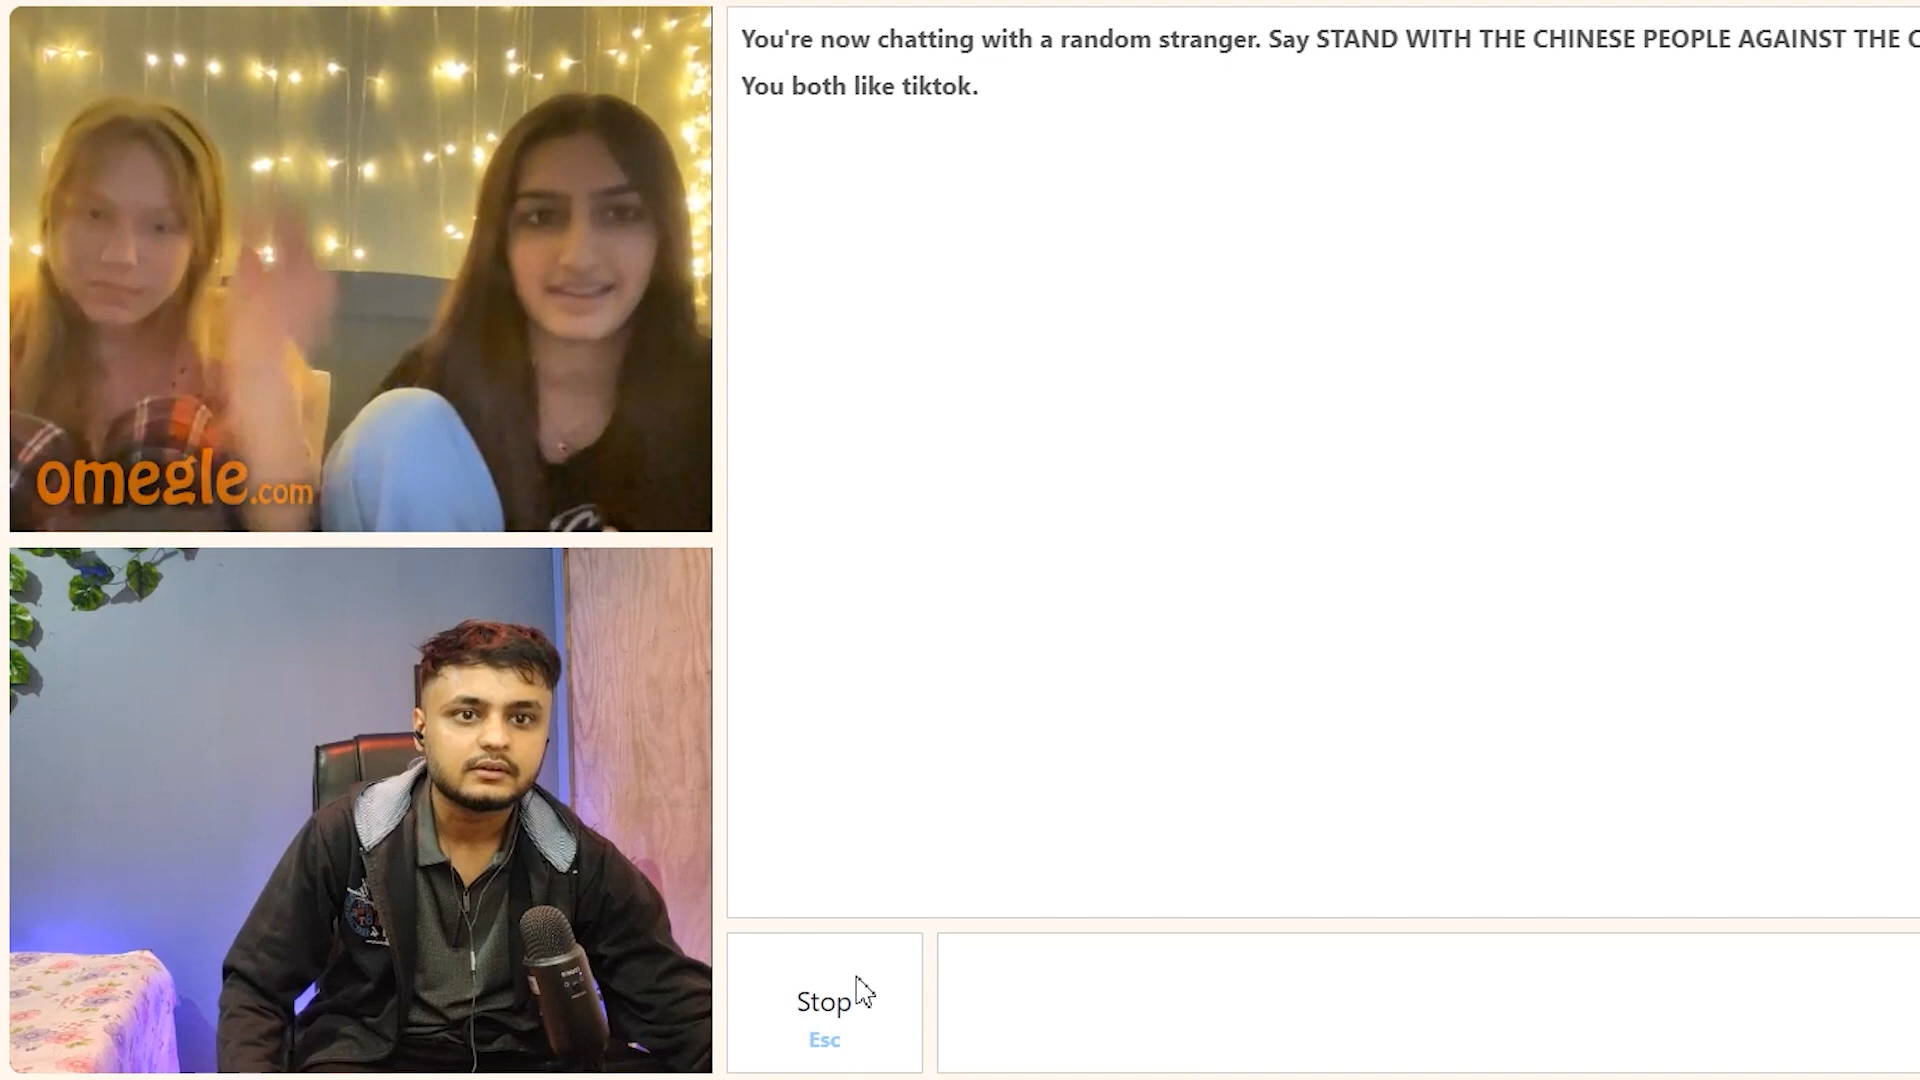 You're now chatting with a random stranger. Say STAND WITH THE CHINESE PEOPLE AGAINST THE C
You both like tiktok.
omegle.com
Stop
Esc